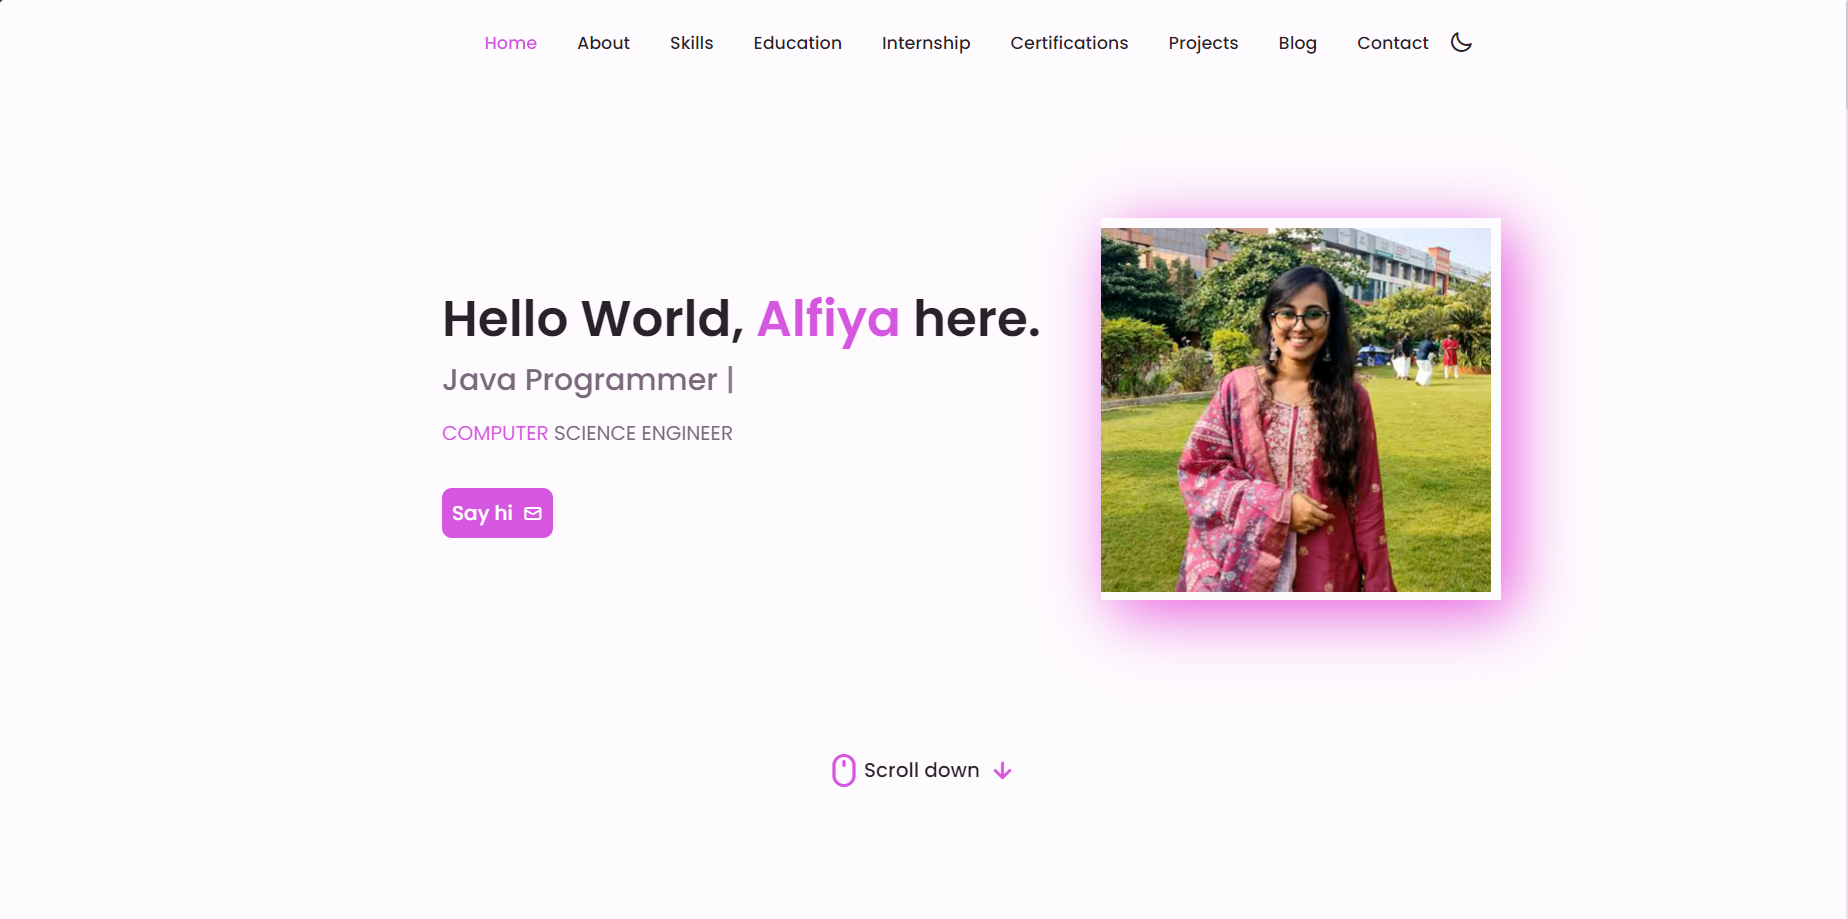 Home About Skills Education Internship Certifications Projects Blog Contact
Hello World, Alfiya here.
Java Programmer |
COMPUTER SCIENCE ENGINEER
Say hi
Scroll down